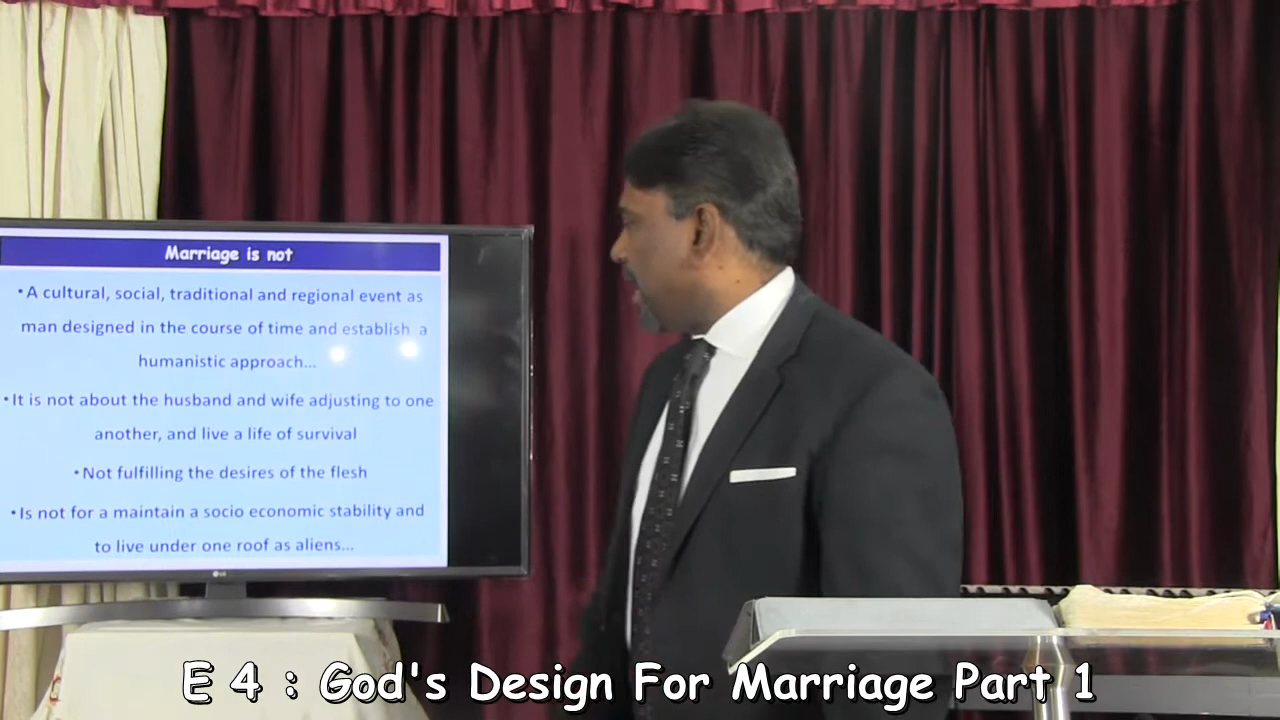 Marriage is not
•A cultural, social, traditional and regional event as
man designed in the course of time and establish a
humanistic approach...
•It is not about the husband and wife adjusting to one
another, and live a life of survival
•Not fulfilling the desires of the flesh
•Is not for a maintain a socio economic stability and
to live under one roof as aliens...
LG
E 4 : God's Design For Marriage Part 1